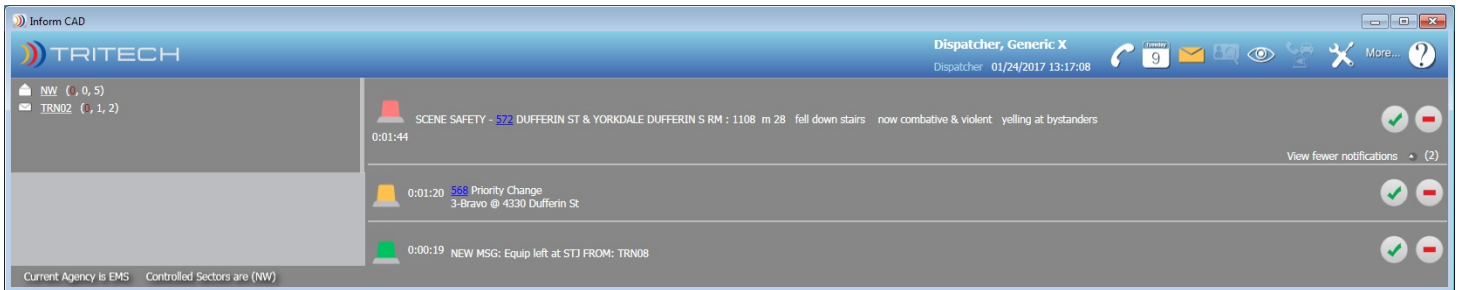 Inform CAD
TRITECH
Dispatcher, Generic X
Dispatcher 01/24/2017 13:17:08
Tuesday
9
More...
?
NW (0, 0, 5)
TRN02 (0, 1, 2)
SCENE SAFETY - 572 DUFFERIN ST & YORKDALE DUFFERIN S RM : 1108 m 28 fell down stairs now combative & violent yelling at bystanders
0:01:44
View fewer notifications (2)
0:01:20 568 Priority Change
3-Bravo @ 4330 Dufferin St
0:00:19 NEW MSG: Equip left at STJ FROM: TRN08
Current Agency is EMS Controlled Sectors are (NW)